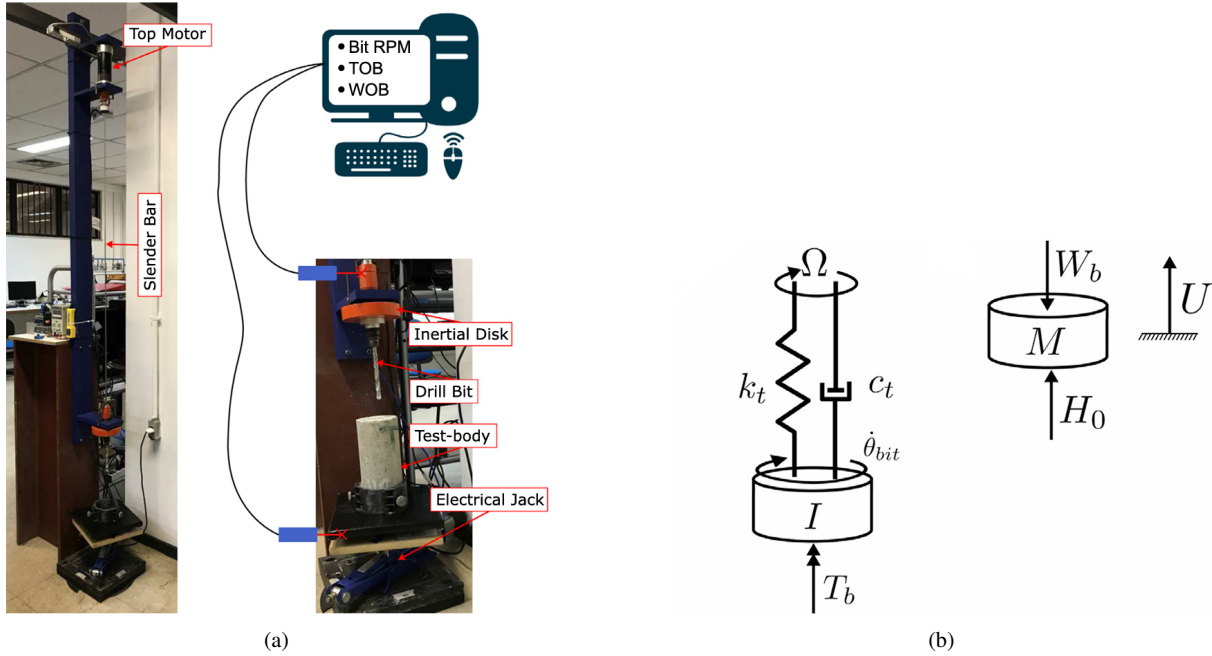 Top Motor
Slender Bar
• Bit RPM
• TOB
• WOB
Inertial Disk
Drill Bit
Test-body
Electrical Jack
(a)
Ω
k_t
c_t
θ̇_bit
I
T_b
W_b
M
U
H_0
(b)